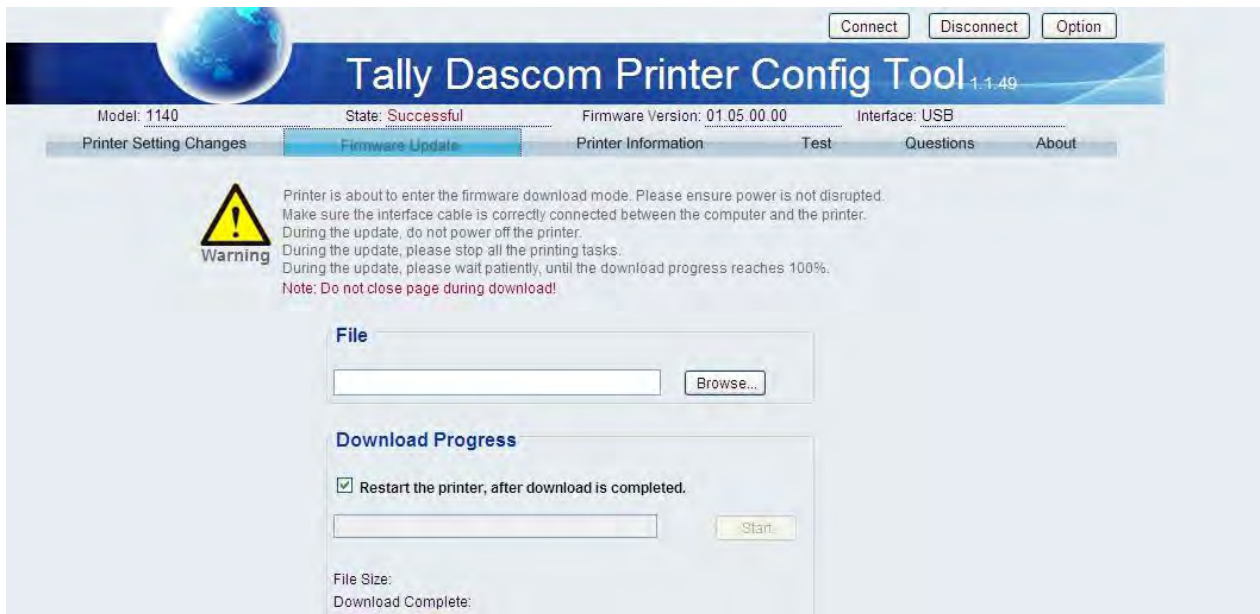 Connect Disconnect Option
Tally Dascom Printer Config Tool 1.1.49
Model: 1140 State: Successful Firmware Version: 01.05.00.00 Interface: USB
Printer Setting Changes Firmware Update Printer Information Test Questions About
Printer is about to enter the firmware download mode. Please ensure power is not disrupted.
Make sure the interface cable is correctly connected between the computer and the printer.
During the update, do not power off the printer.
During the update, please stop all the printing tasks.
During the update, please wait patiently, until the download progress reaches 100%.
Note: Do not close page during download!
Warning
File
Browse...
Download Progress
Restart the printer, after download is completed.
Start
File Size:
Download Complete: